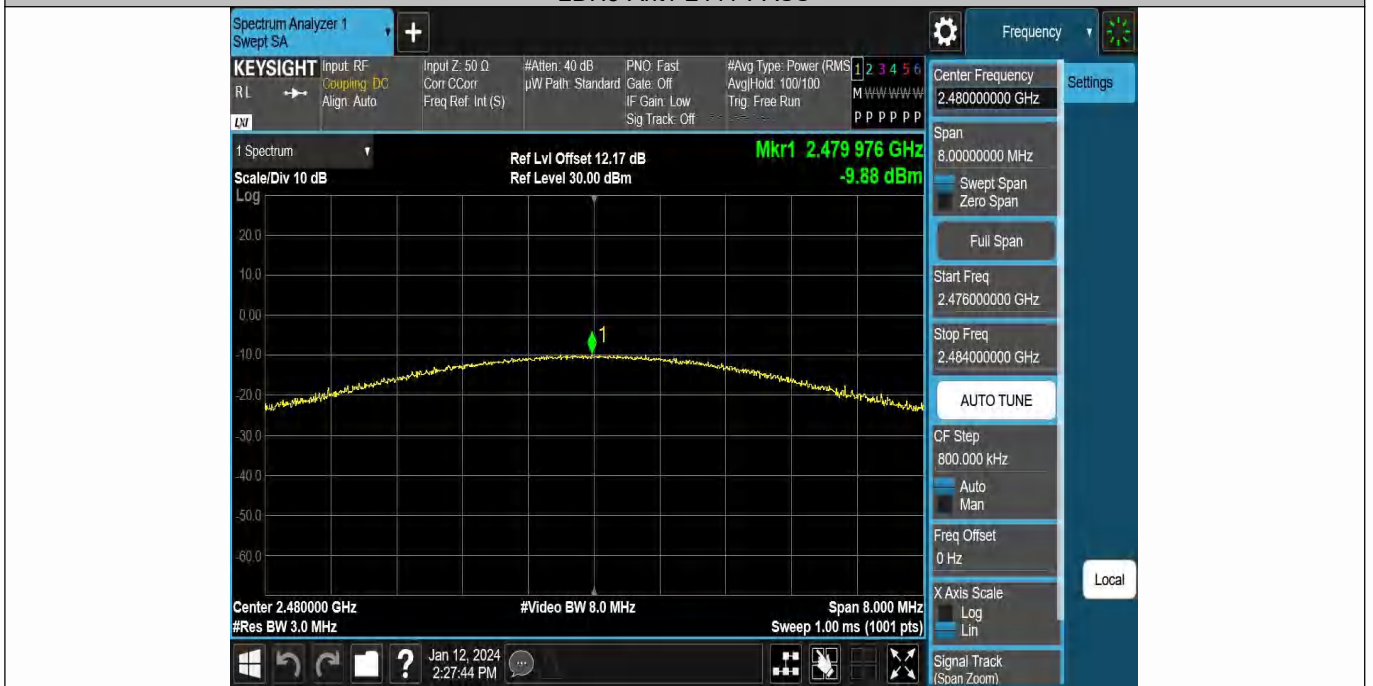 Spectrum Analyzer 1
Swept SA
+
Frequency
KEYSIGHT
RL
LXI
Input: RF
Coupling: DC
Align: Auto
Input Z: 50 Ω
Corr CCorr
Freq Ref: Int (S)
#Atten: 40 dB
µW Path: Standard
PNO: Fast
Gate: Off
IF Gain: Low
Sig Track: Off
#Avg Type: Power (RMS
Avg|Hold: 100/100
Trig: Free Run
1 2 3 4 5 6
M W W W W W
P P P P P P
1 Spectrum
Scale/Div 10 dB
Log
Ref Lvl Offset 12.17 dB
Ref Level 30.00 dBm
Mkr1 2.479 976 GHz
-9.88 dBm
20.0
10.0
0.00
1
-10.0
-20.0
-30.0
-40.0
-50.0
-60.0
Center 2.480000 GHz
#Video BW 8.0 MHz
Span 8.000 MHz
#Res BW 3.0 MHz
Sweep 1.00 ms (1001 pts)
?
Jan 12, 2024
2:27:44 PM
Center Frequency
2.480000000 GHz
Settings
Span
8.00000000 MHz
Swept Span
Zero Span
Full Span
Start Freq
2.476000000 GHz
Stop Freq
2.484000000 GHz
AUTO TUNE
CF Step
800.000 kHz
Auto
Man
Freq Offset
0 Hz
Local
X Axis Scale
Log
Lin
Signal Track
(Span Zoom)